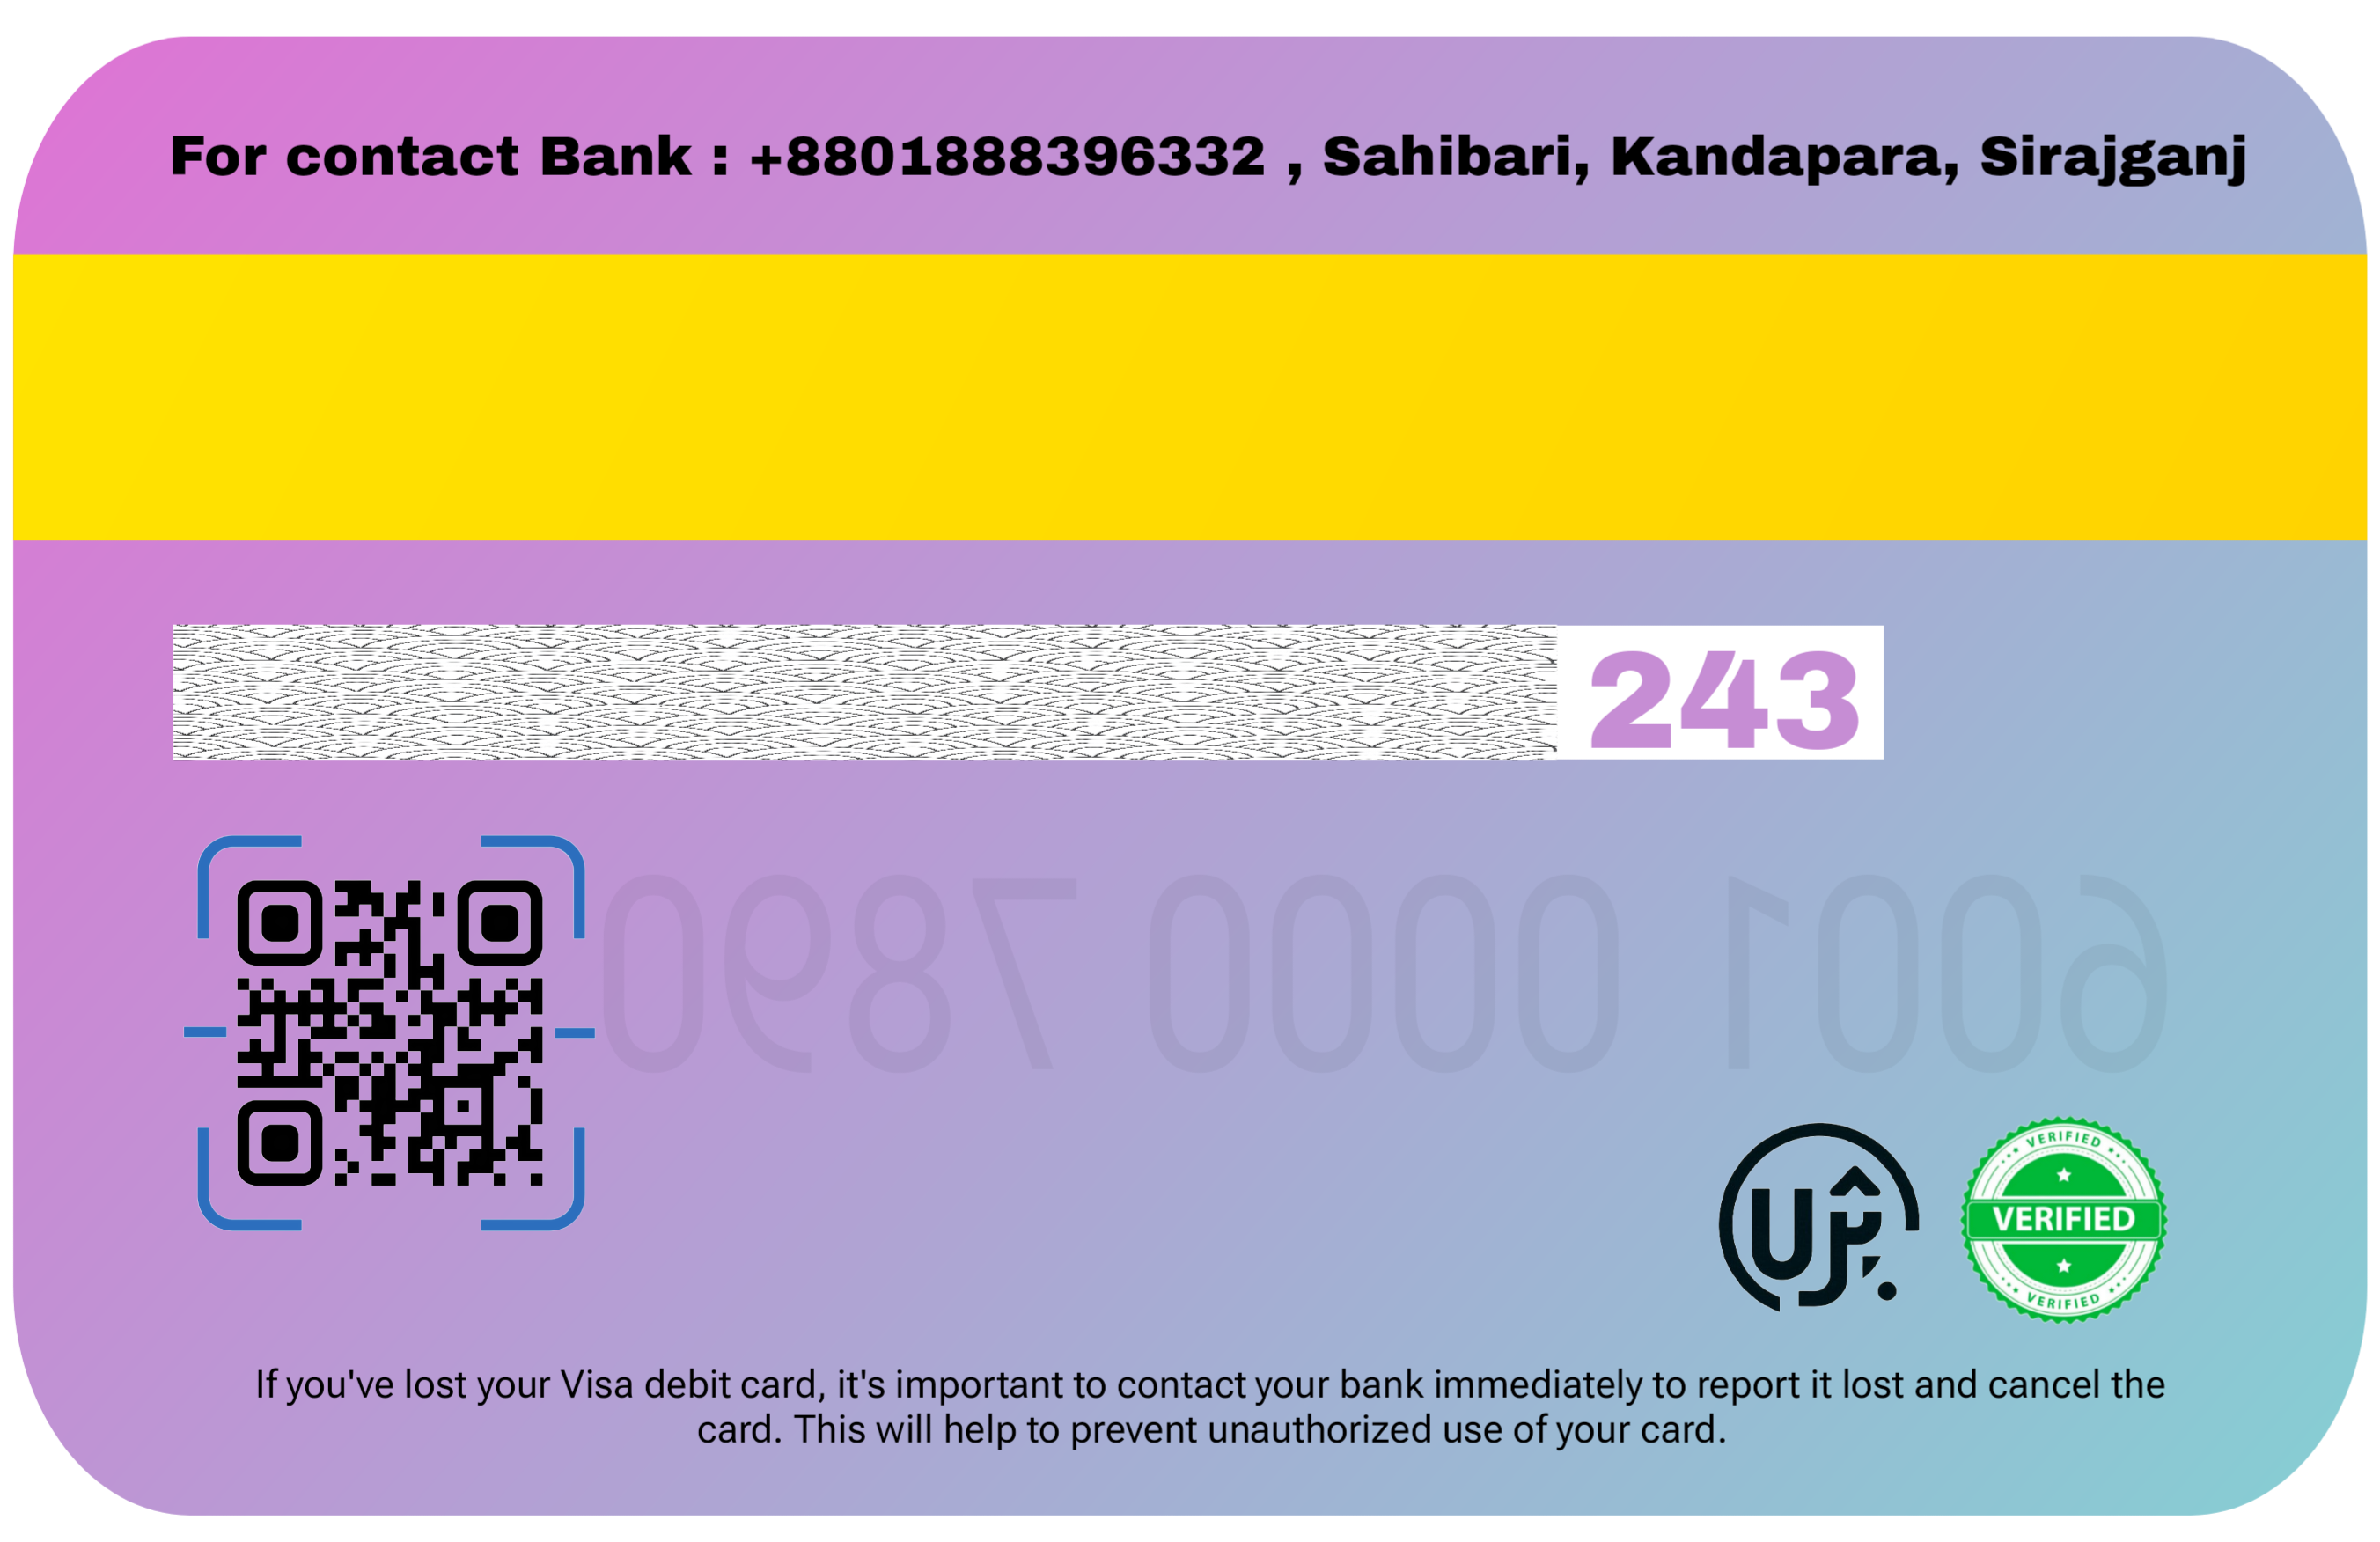 For contact Bank : +8801888396332 , Sahibari, Kandapara, Sirajganj
243
6001 0000 7890
VERIFIED
VERIFIED
VERIFIED
If you've lost your Visa debit card, it's important to contact your bank immediately to report it lost and cancel the
card. This will help to prevent unauthorized use of your card.